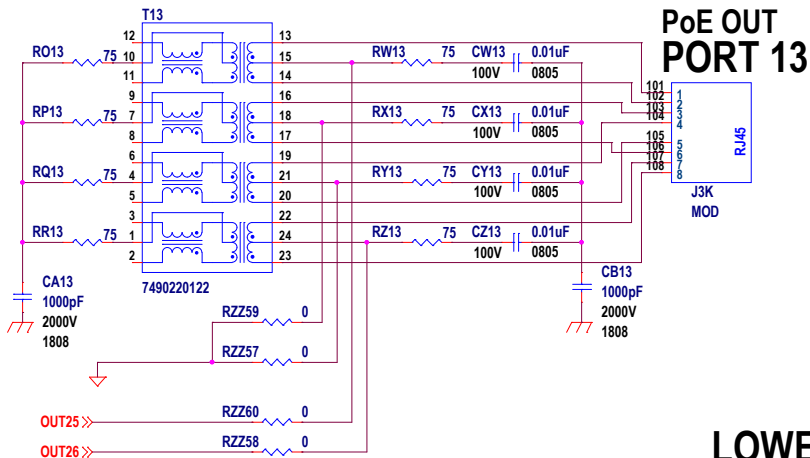 T13
PoE OUT
PORT 13
12 13
RO13 75 10 15 RW13 75 CW13 0.01uF
11 14 100V 0805
9 16
RP13 75 7 18 RX13 75 CX13 0.01uF
8 17 100V 0805
6 19
RQ13 75 4 21 RY13 75 CY13 0.01uF
5 20 100V 0805
3 22
RR13 75 1 24 RZ13 75 CZ13 0.01uF
2 23 100V 0805
101 1
102 2
103 3
104 4
105 5
106 6
107 7
108 8
RJ45
J3K
MOD
7490220122
CA13
1000pF
2000V
1808
CB13
1000pF
2000V
1808
RZZ59 0
RZZ57 0
RZZ60 0
OUT25
RZZ58 0
OUT26
LOWE